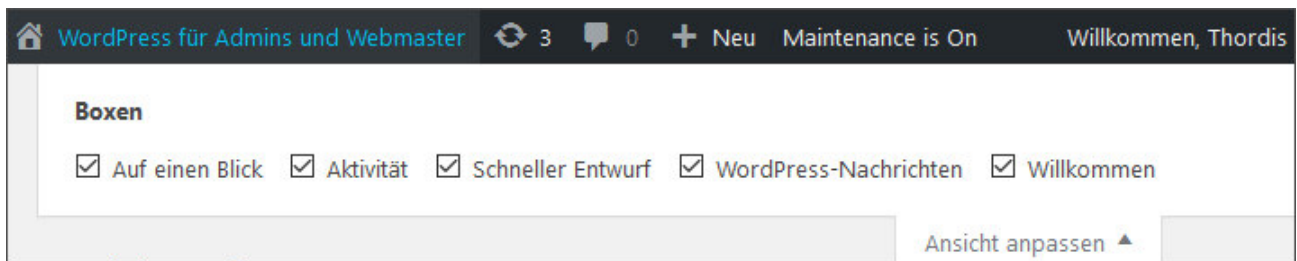 WordPress für Admins und Webmaster 3 0 Neu Maintenance is On Willkommen, Thordis
Boxen
Auf einen Blick Aktivität Schneller Entwurf WordPress-Nachrichten Willkommen
Ansicht anpassen